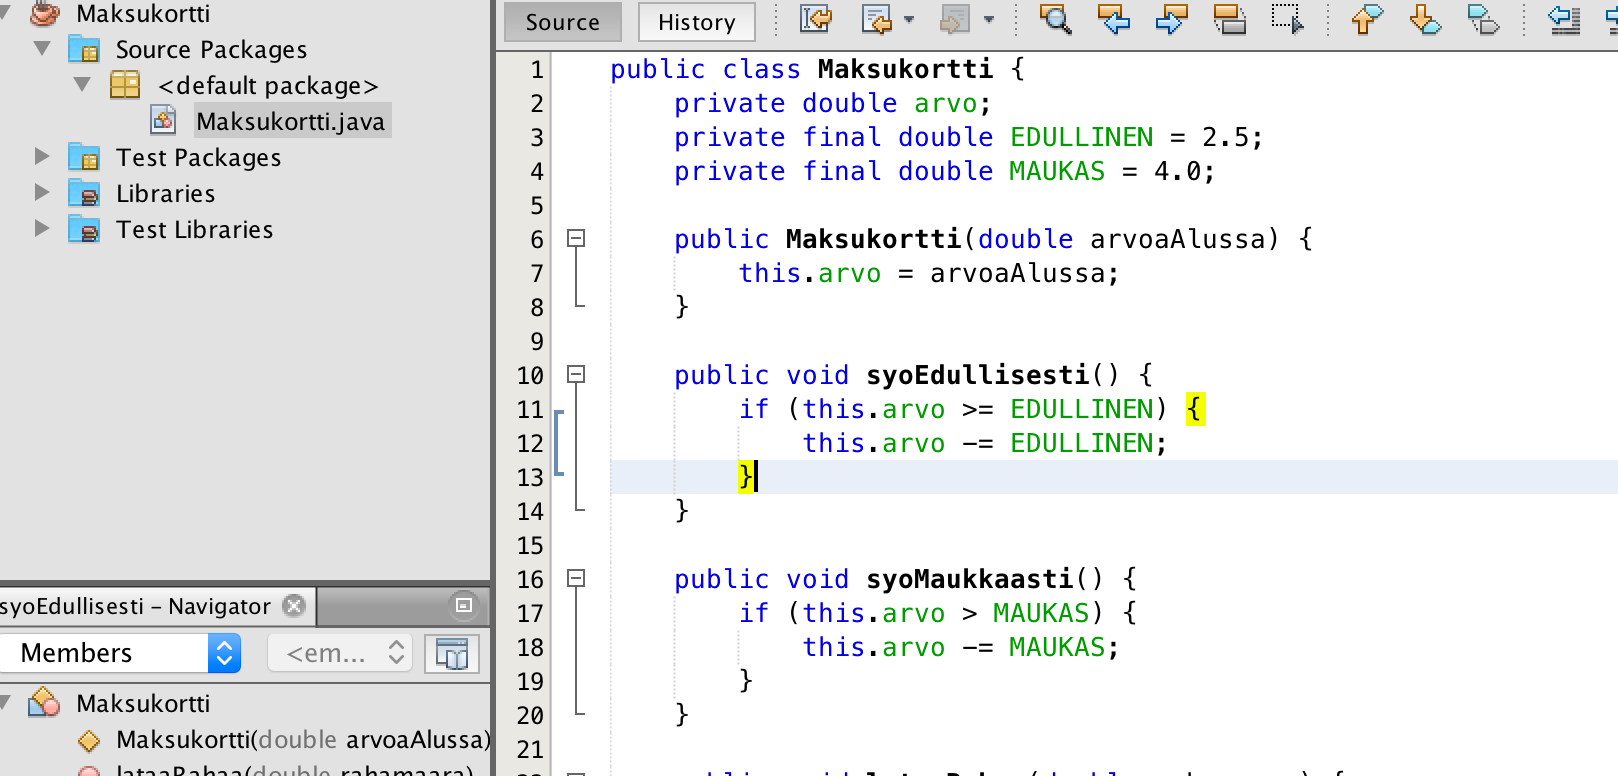 Maksukortti
Source Packages
<default package>
Maksukortti.java
Test Packages
Libraries
Test Libraries
syoEdullisesti – Navigator
Members
<em...
Maksukortti
Maksukortti(double arvoaAlussa)
lataaRahaa(double rahamaara)
Source History
1 public class Maksukortti {
2 private double arvo;
3 private final double EDULLINEN = 2.5;
4 private final double MAUKAS = 4.0;
5
6 public Maksukortti(double arvoaAlussa) {
7 this.arvo = arvoaAlussa;
8 }
9
10 public void syoEdullisesti() {
11 if (this.arvo >= EDULLINEN) {
12 this.arvo -= EDULLINEN;
13 }
14 }
15
16 public void syoMaukkaasti() {
17 if (this.arvo > MAUKAS) {
18 this.arvo -= MAUKAS;
19 }
20 }
21